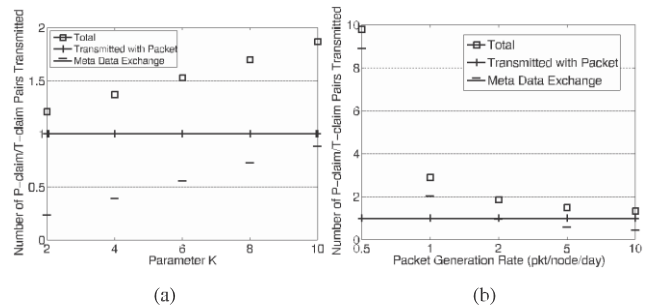 Number of P-claim/T-claim Pairs Transmitted
2
1.5
1
0.5
0
Total
Transmitted with Packet
Meta Data Exchange
2
4
6
8
10
Parameter K
(a)
Number of P-claim/T-claim Pairs Transmitted
10
8
6
4
2
0
Total
Transmitted with Packet
Meta Data Exchange
0.5
1
2
5
10
Packet Generation Rate (pkt/node/day)
(b)